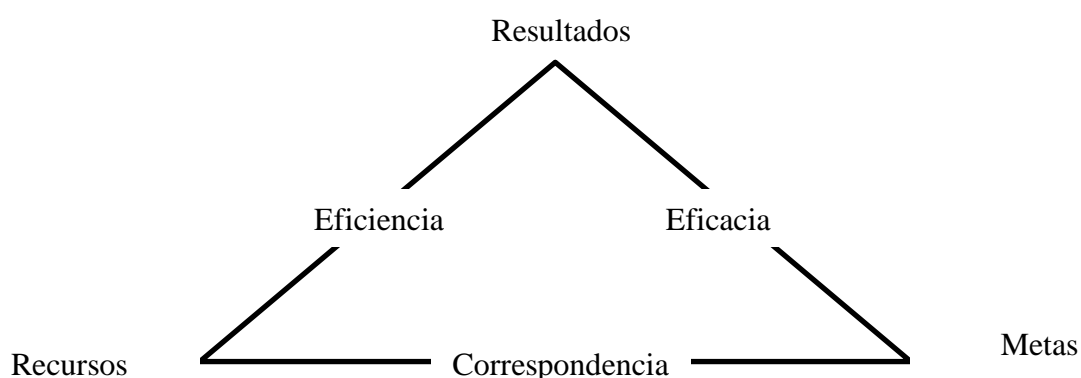 Resultados
Eficiencia
Eficacia
Recursos
Correspondencia
Metas